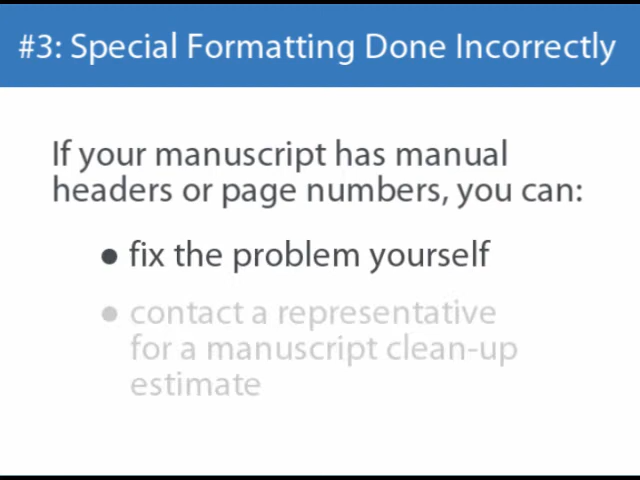 #3: Special Formatting Done Incorrectly
If your manuscript has manual
headers or page numbers, you can:
● fix the problem yourself
● contact a representative
for a manuscript clean-up
estimate